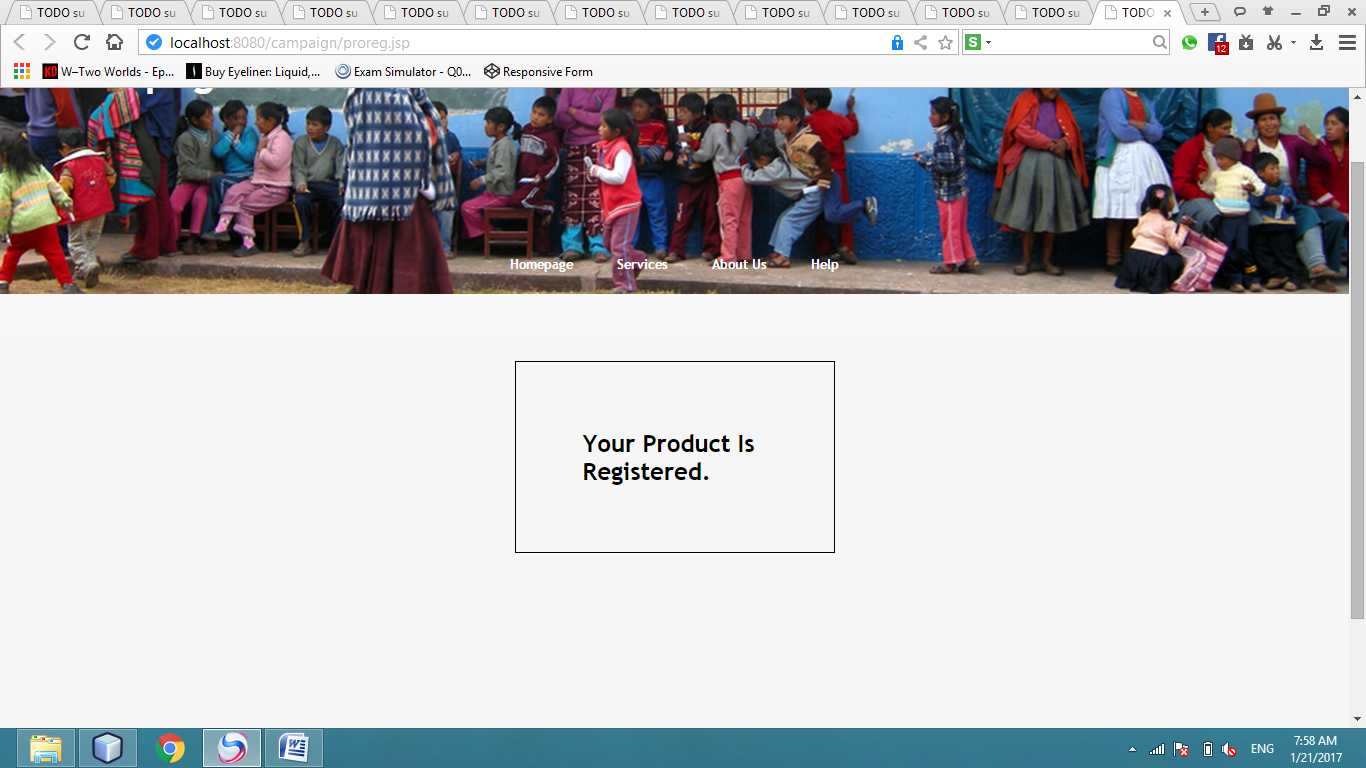 TODO su TODO su TODO su TODO su TODO su TODO su TODO su TODO su TODO su TODO su TODO su TODO su TODO
localhost:8080/campaign/proreg.jsp
S
12
KD W–Two Worlds - Ep... Buy Eyeliner: Liquid,... Exam Simulator - Q0... Responsive Form
Homepage Services About Us Help
Your Product Is
Registered.
ENG
7:58 AM
1/21/2017